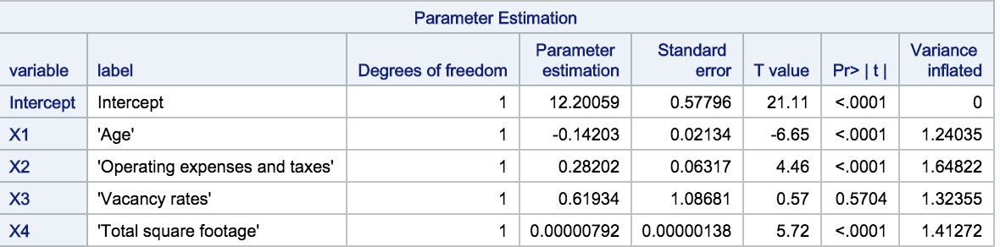 Parameter Estimation
variable label Degrees of freedom Parameter estimation Standard error T value Pr> | t | Variance inflated
Intercept Intercept 1 12.20059 0.57796 21.11 <.0001 0
X1 'Age' 1 -0.14203 0.02134 -6.65 <.0001 1.24035
X2 'Operating expenses and taxes' 1 0.28202 0.06317 4.46 <.0001 1.64822
X3 'Vacancy rates' 1 0.61934 1.08681 0.57 0.5704 1.32355
X4 'Total square footage' 1 0.00000792 0.00000138 5.72 <.0001 1.41272